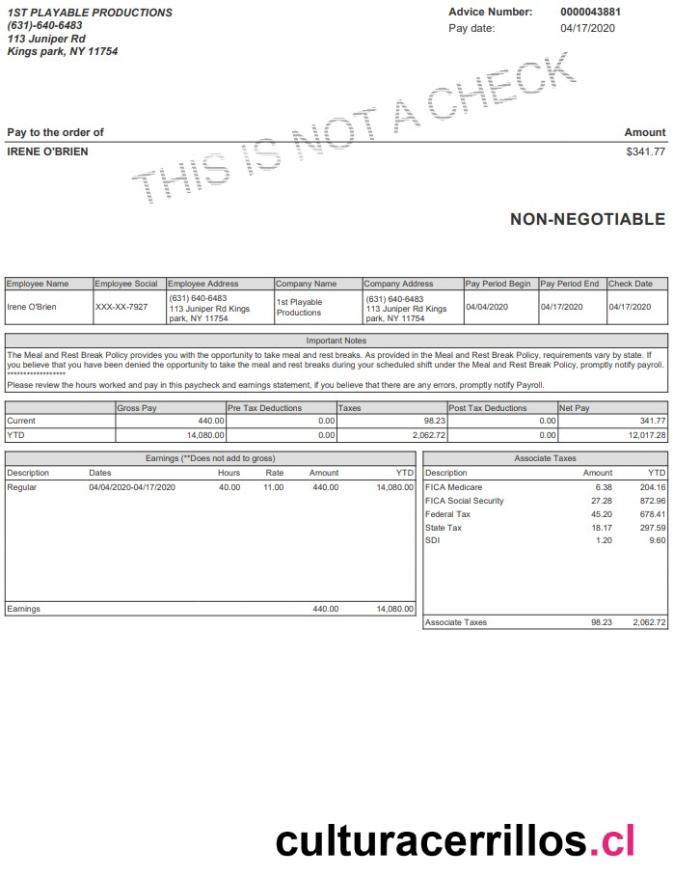 1ST PLAYABLE PRODUCTIONS
(631)-640-6483
113 Juniper Rd
Kings park, NY 11754
Advice Number: 0000043881
Pay date: 04/17/2020
THIS IS NOT A CHECK
Pay to the order of Amount
IRENE O'BRIEN $341.77
NON-NEGOTIABLE
Employee Name Employee Social Employee Address Company Name Company Address Pay Period Begin Pay Period End Check Date
Irene O'Brien XXX-XX-7927 (631) 640-6483 1st Playable (631) 640-6483 04/04/2020 04/17/2020 04/17/2020
113 Juniper Rd Kings Productions 113 Juniper Rd Kings
park, NY 11754 park, NY 11754
Important Notes
The Meal and Rest Break Policy provides you with the opportunity to take meal and rest breaks. As provided in the Meal and Rest Break Policy, requirements vary by state. If
you believe that you have been denied the opportunity to take the meal and rest breaks during your scheduled shift under the Meal and Rest Break Policy, promptly notify payroll.
*****************
Please review the hours worked and pay in this paycheck and earnings statement, if you believe that there are any errors, promptly notify Payroll.
Gross Pay Pre Tax Deductions Taxes Post Tax Deductions Net Pay
Current 440.00 0.00 98.23 0.00 341.77
YTD 14,080.00 0.00 2,062.72 0.00 12,017.28
Earnings (**Does not add to gross)
Description Dates Hours Rate Amount YTD
Regular 04/04/2020-04/17/2020 40.00 11.00 440.00 14,080.00
Earnings 440.00 14,080.00
Associate Taxes
Description Amount YTD
FICA Medicare 6.38 204.16
FICA Social Security 27.28 872.96
Federal Tax 45.20 678.41
State Tax 18.17 297.59
SDI 1.20 9.60
Associate Taxes 98.23 2,062.72
culturacerrillos.cl